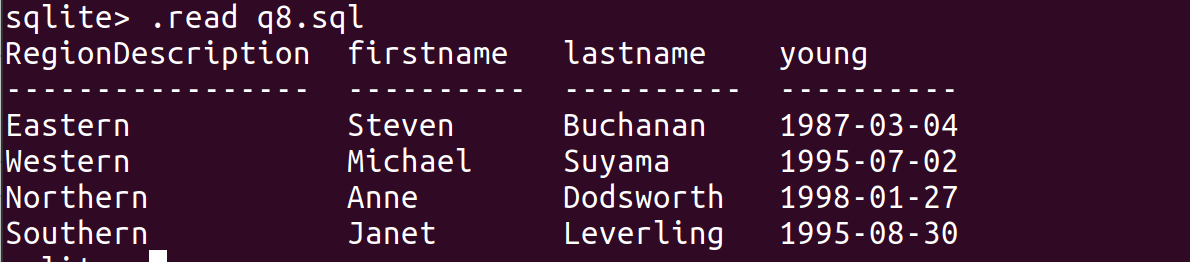 sqlite> .read q8.sql
RegionDescription firstname lastname young
----------------- ---------- ---------- ----------
Eastern Steven Buchanan 1987-03-04
Western Michael Suyama 1995-07-02
Northern Anne Dodsworth 1998-01-27
Southern Janet Leverling 1995-08-30